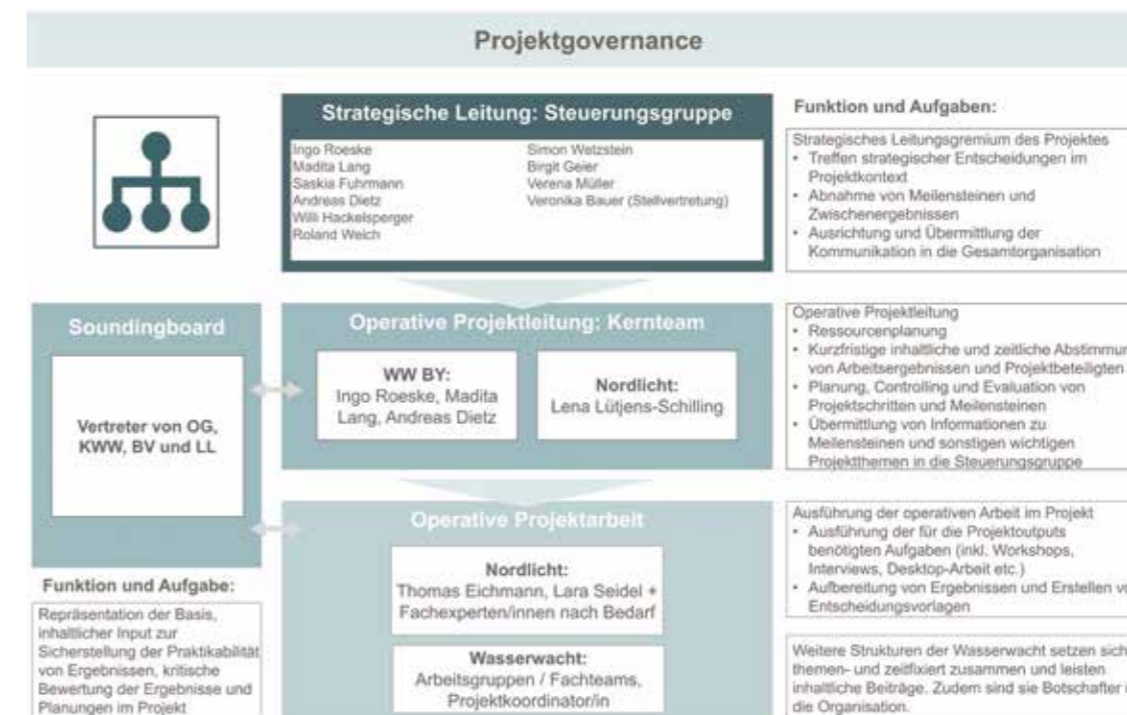 Projektgovernance
Strategische Leitung: Steuerungsgruppe
Ingo Roeske
Madita Lang
Saskia Fuhrmann
Andreas Dietz
Willi Hackelsperger
Roland Welch
Simon Watzstein
Birgit Geier
Verena Müller
Veronika Bauer (Stellvertretung)
Funktion und Aufgaben:
Strategisches Leitungsgremium des Projektes
• Treffen strategischer Entscheidungen im
Projektkontext
• Abnahme von Meilensteinen und
Zwischenergebnissen
• Ausrichtung und Übermittlung der
Kommunikation in die Gesamtorganisation
Soundingboard
Vertreter von OG,
KWW, BV und LL
Funktion und Aufgabe:
Repräsentation der Basis,
inhaltlicher Input zur
Sicherstellung der Praktikabilität
von Ergebnissen, kritische
Bewertung der Ergebnisse und
Planungen im Projekt
Operative Projektleitung: Kernteam
WW BY:
Ingo Roeske, Madita
Lang, Andreas Dietz
Nordlicht:
Lena Lütjens-Schilling
Operative Projektleitung
• Ressourcenplanung
• Kurzfristige inhaltliche und zeitliche Abstimmun
von Arbeitsergebnissen und Projektbeteiligten
• Planung, Controlling und Evaluation von
Projektschritten und Meilensteinen
• Übermittlung von Informationen zu
Meilensteinen und sonstigen wichtigen
Projektthemen in die Steuerungsgruppe
Operative Projektarbeit
Nordlicht:
Thomas Eichmann, Lara Seidel +
Fachexperten/innen nach Bedarf
Wasserwacht:
Arbeitsgruppen / Fachteams,
Projektkoordinator/in
Ausführung der operativen Arbeit im Projekt
• Ausführung der für die Projektoutputs
benötigten Aufgaben (inkl. Workshops,
Interviews, Desktop-Arbeit etc.)
• Aufbereitung von Ergebnissen und Erstellen vo
Entscheidungsvorlagen
Weitere Strukturen der Wasserwacht setzen sich
themen- und zeitfixiert zusammen und leisten
inhaltliche Beiträge. Zudem sind sie Botschafter
die Organisation.